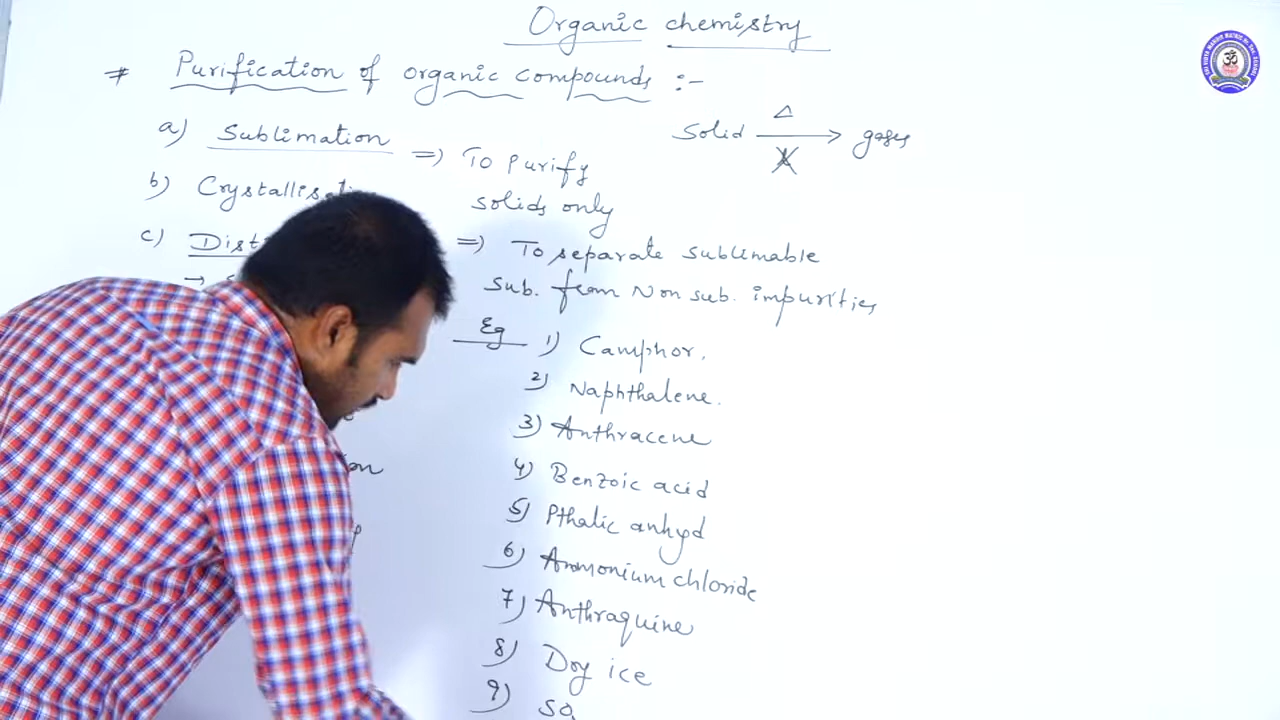 Organic chemistry
# Purification of organic compounds :-
a) Sublimation
b) Crystallis
c) Dist
Solid Δ → gases
=) To purify
solids only
=) To separate sublimable
sub. from Non sub. impurities
Eg 1) Camphor,
2) Naphthalene.
3) Anthracene
4) Benzoic acid
5) Pthalic anhyd
6) Ammonium chloride
7) Anthraquine
8) Dry ice
9) SO
on